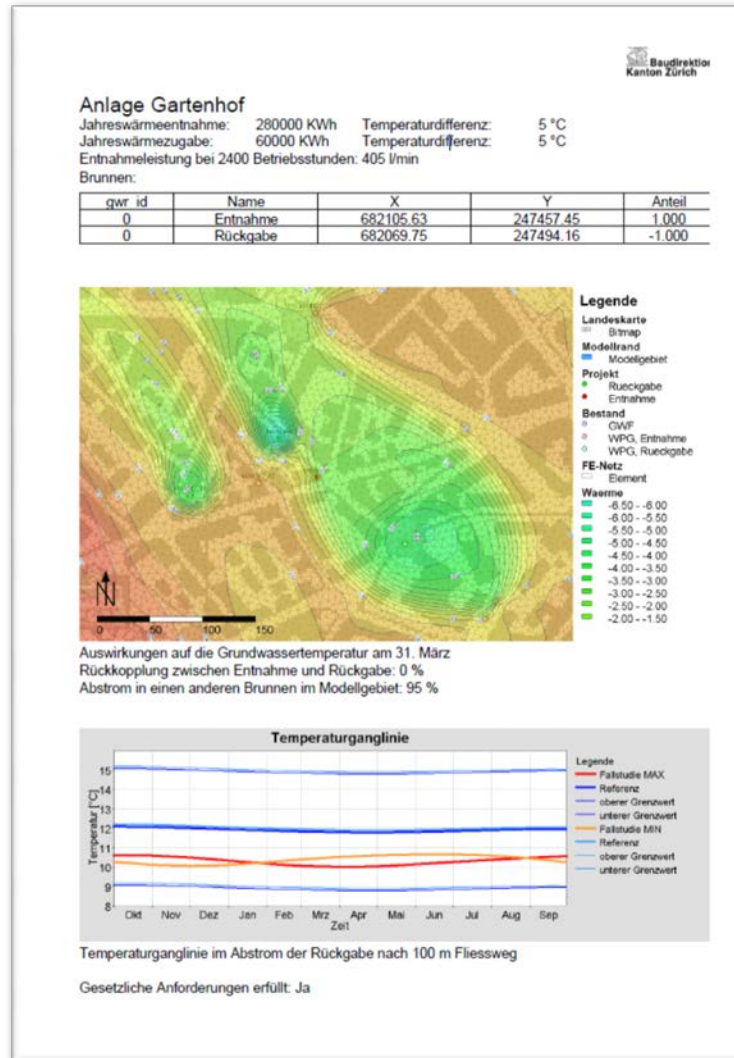 Baudirektion
Kanton Zürich
Anlage Gartenhof
Jahreswärmeentnahme: 280000 KWh Temperaturdifferenz: 5 °C
Jahreswärmezugabe: 60000 KWh Temperaturdifferenz: 5 °C
Entnahmeleistung bei 2400 Betriebsstunden: 405 l/min
Brunnen:
gwr_id Name X Y Anteil
0 Entnahme 682105.63 247457.45 1.000
0 Rückgabe 682069.75 247494.16 -1.000
Legende
Landeskarte
Bitmap
Modellrand
Modellgebiet
Projekt
Rueckgabe
Entnahme
Bestand
GWF
WPG, Entnahme
WPG, Rueckgabe
FE-Netz
Element
Waerme
-6.50 - -6.00
-6.00 - -5.50
-5.50 - -5.00
-5.00 - -4.50
-4.50 - -4.00
-4.00 - -3.50
-3.50 - -3.00
-3.00 - -2.50
-2.50 - -2.00
-2.00 - -1.50
N
0 50 100 150
Auswirkungen auf die Grundwassertemperatur am 31. März
Rückkopplung zwischen Entnahme und Rückgabe: 0 %
Abstrom in einen anderen Brunnen im Modellgebiet: 95 %
Temperaturganglinie
Temperatur [°C]
15
14
13
12
11
10
9
8
Okt Nov Dez Jan Feb Mrz Apr Mai Jun Jul Aug Sep
Zeit
Legende
Fallstudie MAX
Referenz
oberer Grenzwert
unterer Grenzwert
Fallstudie MIN
Referenz
oberer Grenzwert
unterer Grenzwert
Temperaturganglinie im Abstrom der Rückgabe nach 100 m Fliessweg
Gesetzliche Anforderungen erfüllt: Ja